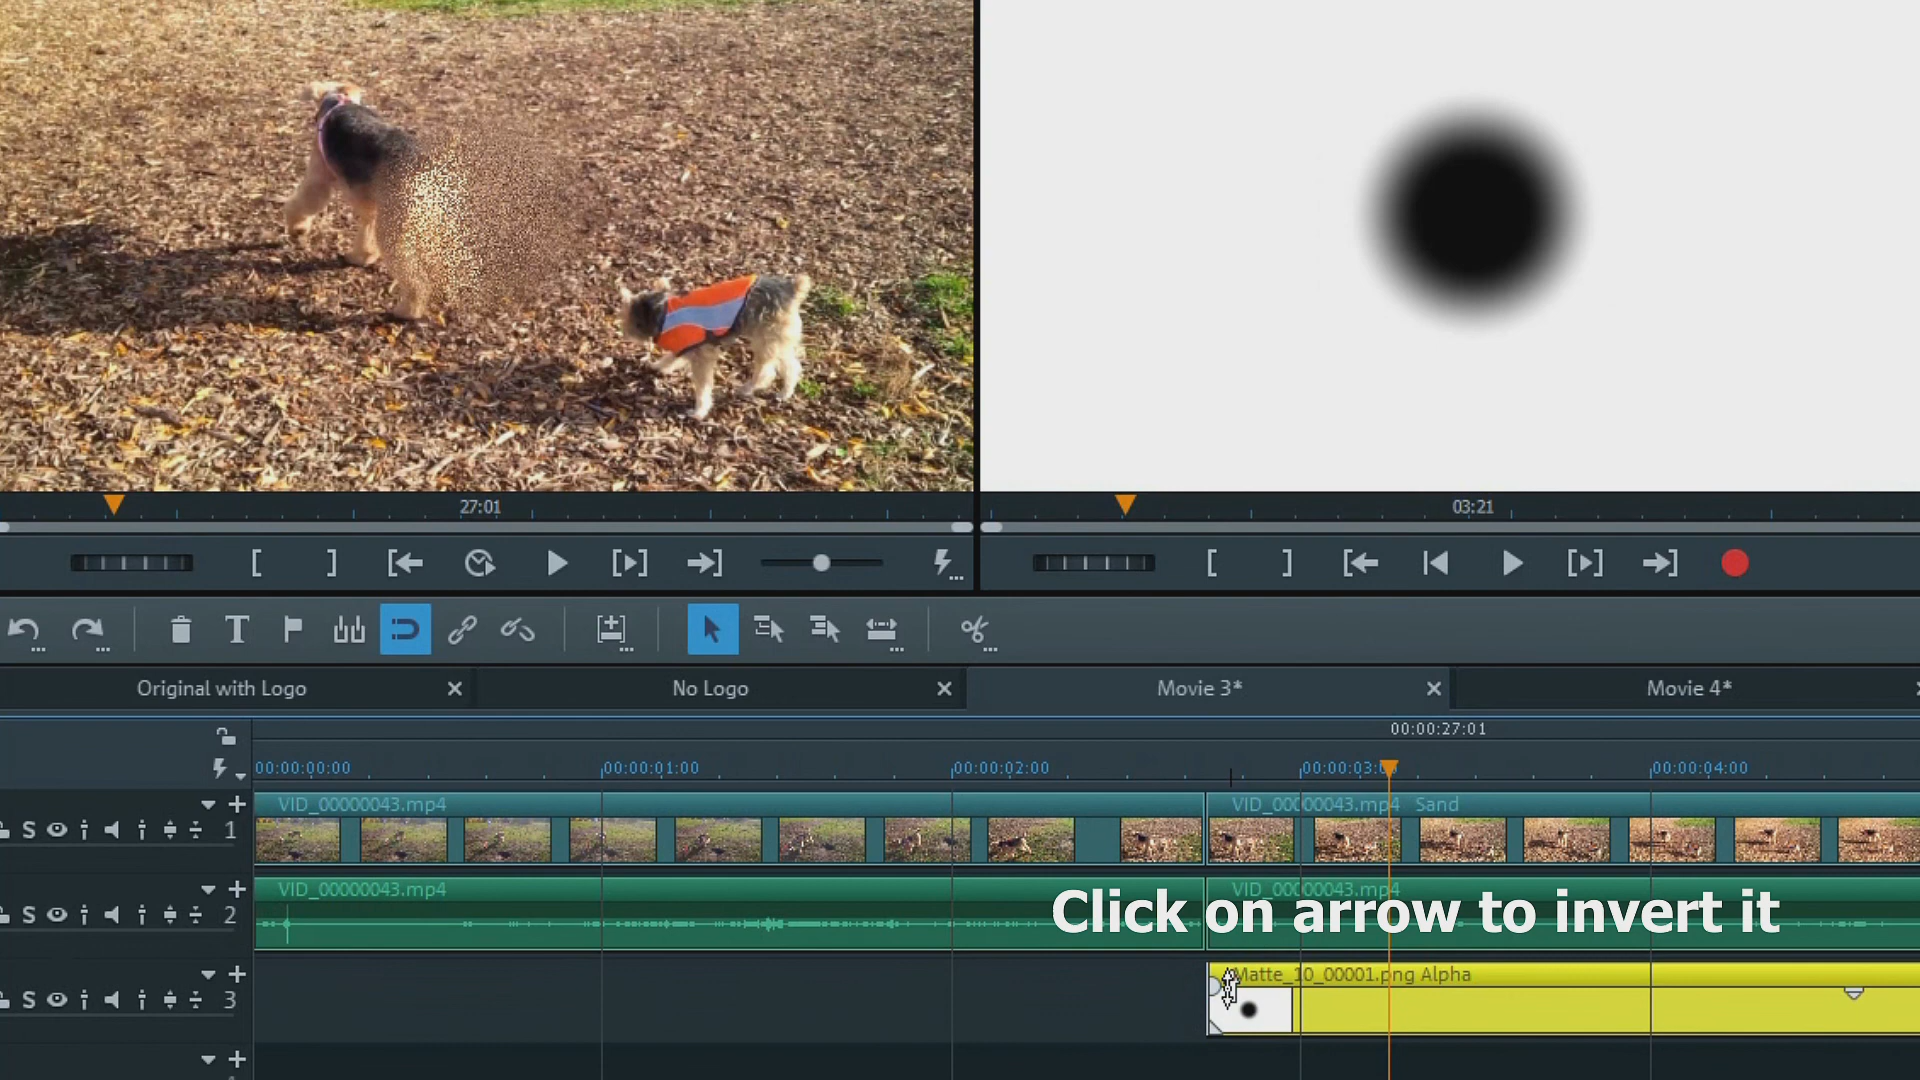 27:01
03:21
Original with Logo
No Logo
Movie 3*
Movie 4*
00:00:27:01
00:00:00:00
00:00:01:00
00:00:02:00
00:00:03:0
00:00:04:00
VID_00000043.mp4
VID_00000043.mp4 Sand
S 1
VID_00000043.mp4
VID_00000043.mp4
S 2
Click on arrow to invert it
Matte_10_00001.png Alpha
S 3